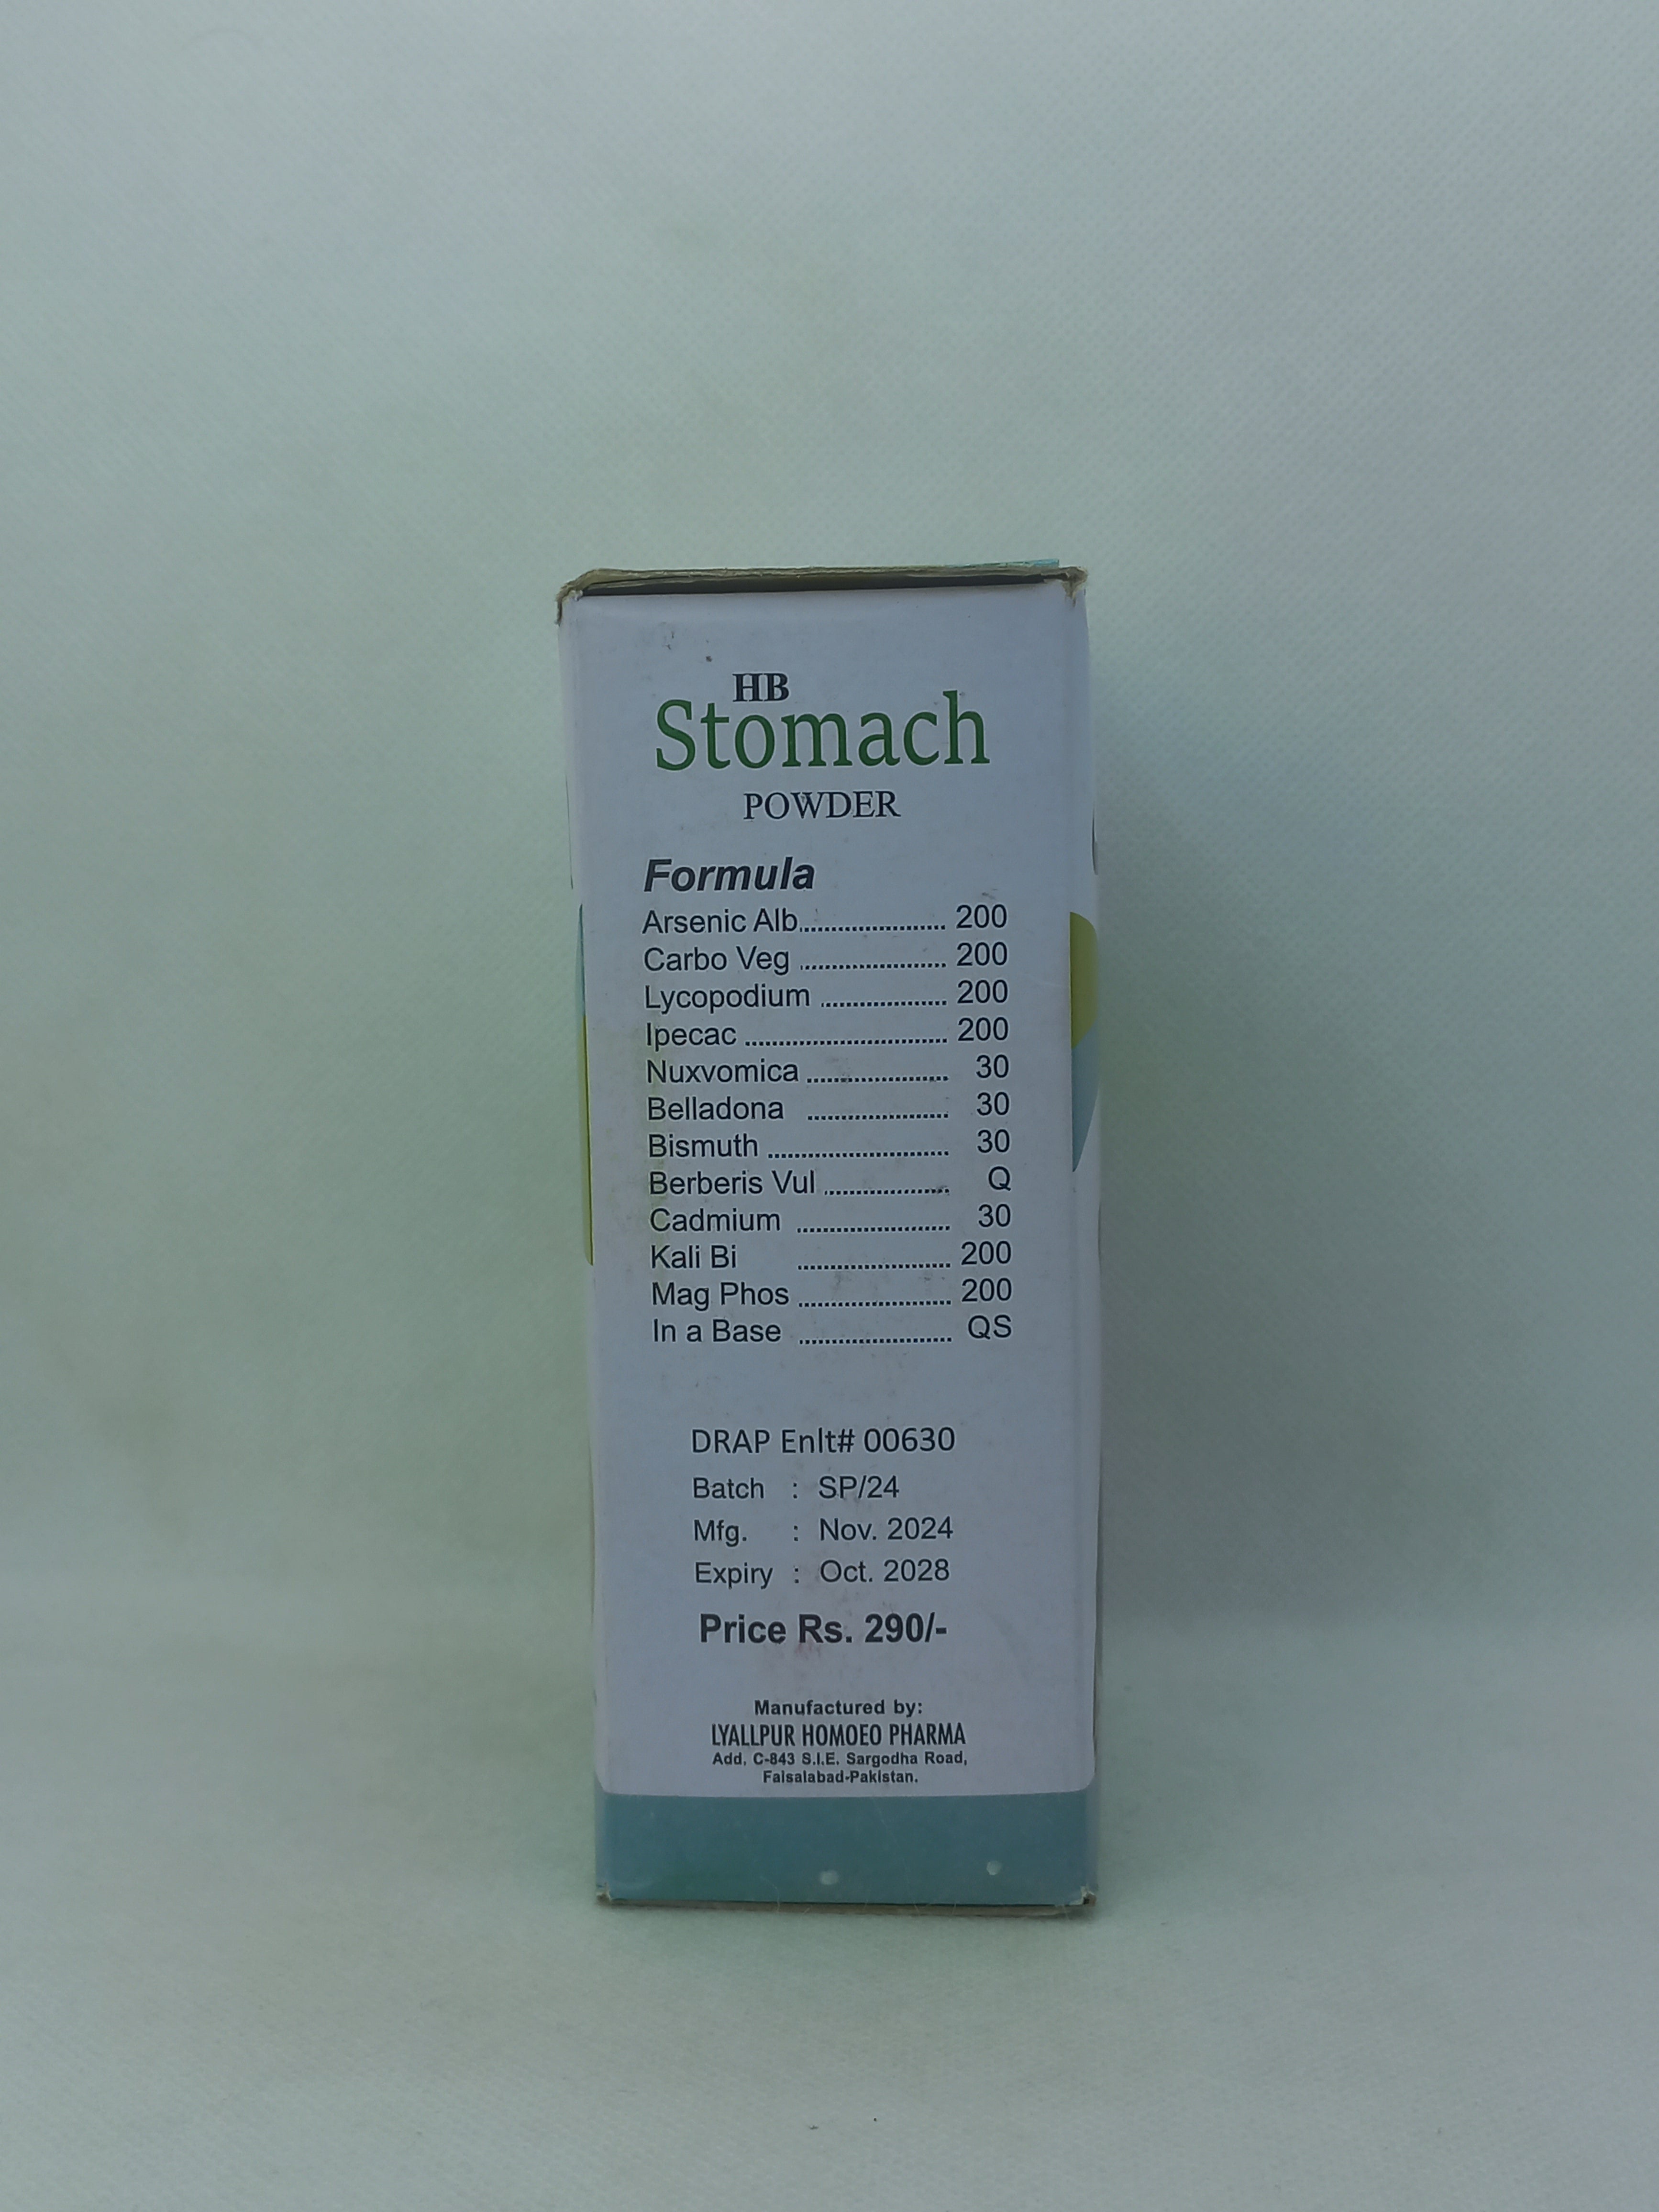 HB
Stomach
POWDER
Formula
Arsenic Alb........................ 200
Carbo Veg ........................ 200
Lycopodium ..................... 200
Ipecac ................................. 200
Nuxvomica ........................ 30
Belladona ........................ 30
Bismuth .............................. 30
Berberis Vul ..................... Q
Cadmium ......................... 30
Kali Bi ......................... 200
Mag Phos ......................... 200
In a Base ......................... QS
DRAP Enlt# 00630
Batch : SP/24
Mfg. : Nov. 2024
Expiry : Oct. 2028
Price Rs. 290/-
Manufactured by:
LYALLPUR HOMOEO PHARMA
Add. C-843 S.I.E. Sargodha Road,
Faisalabad-Pakistan.